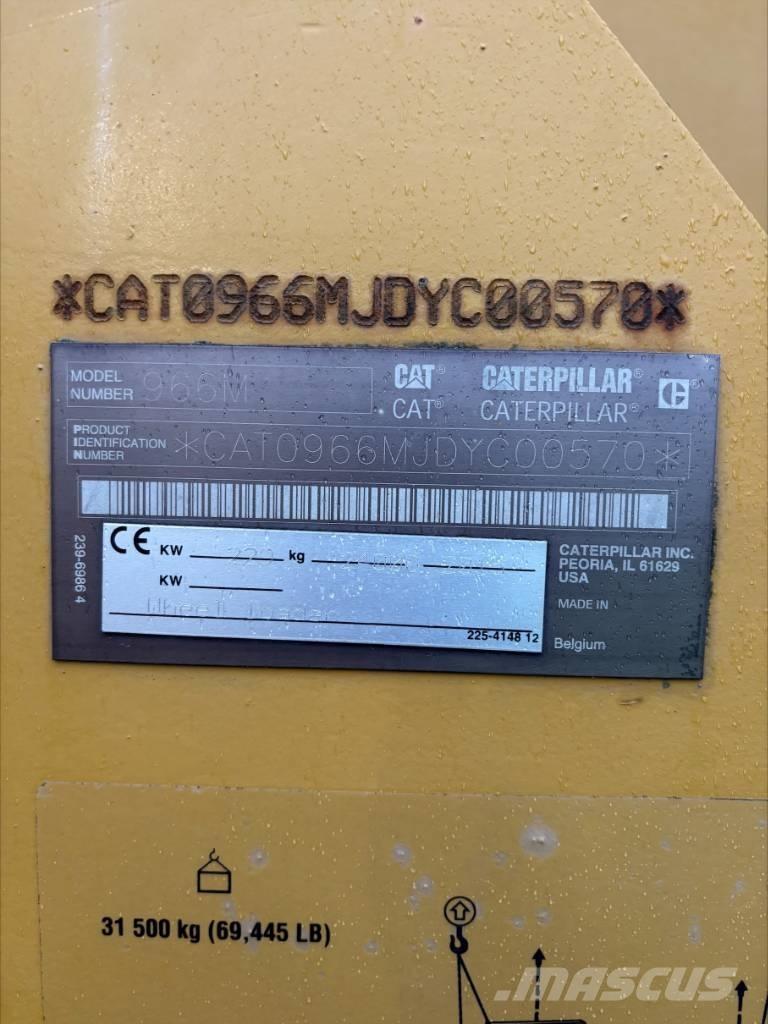 *CAT0966MJDYC00570*
MODEL NUMBER 966M
CAT® CATERPILLAR®
CAT® CATERPILLAR®
PRODUCT IDENTIFICATION NUMBER *CAT0966MJDYC00570*
239-6986 4
CE KW kg
KW
Wheel Loader
225-4148 12
CATERPILLAR INC.
PEORIA, IL 61629
USA
MADE IN
Belgium
31 500 kg (69,445 LB)
MASCUS